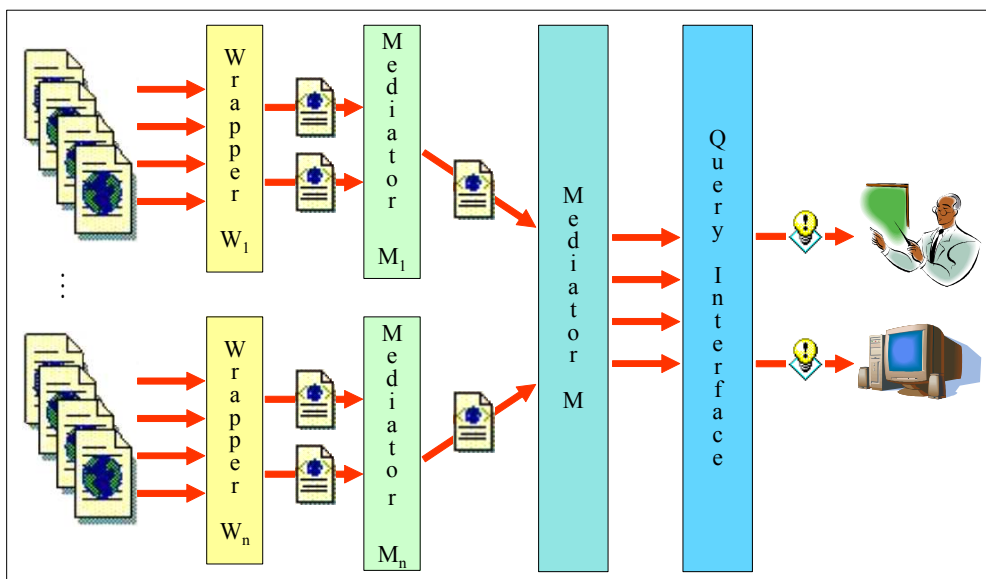 Wrapper W1
Mediator M1
Mediator M
Query Interface
⋮
Wrapper Wn
Mediator Mn